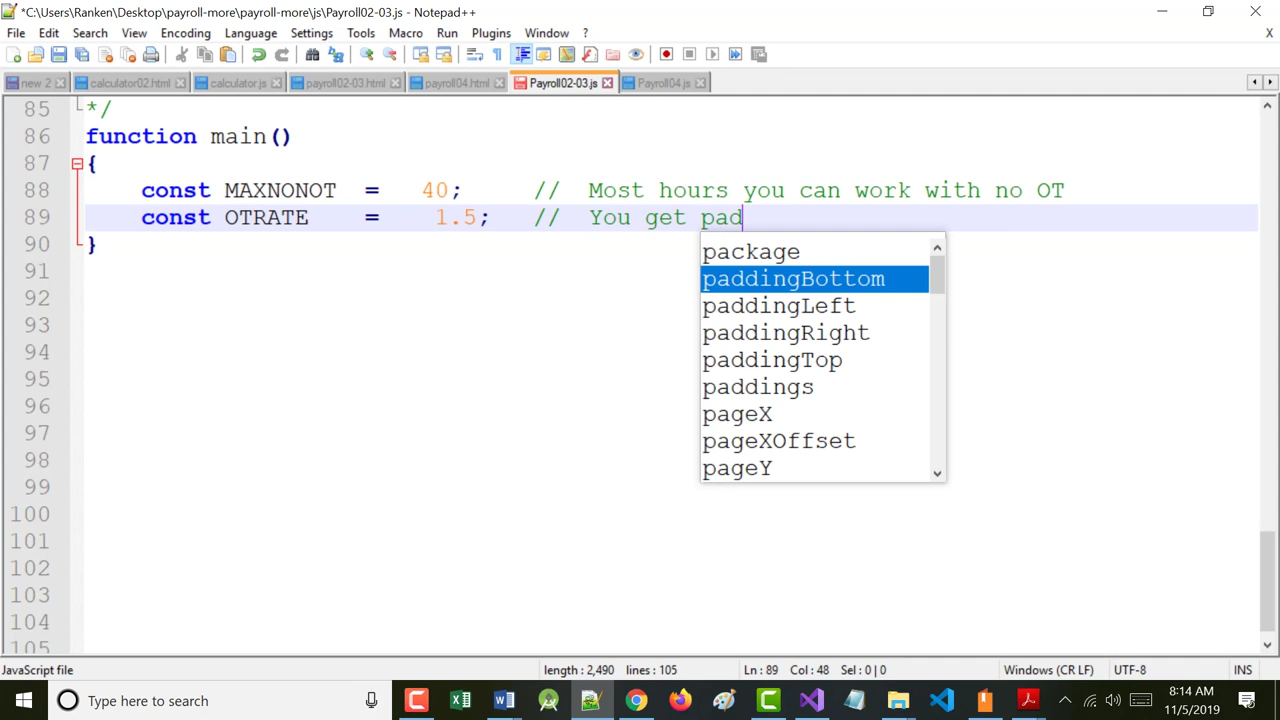 *C:\Users\Ranken\Desktop\payroll-more\payroll-more\js\Payroll02-03.js - Notepad++
File Edit Search View Encoding Language Settings Tools Macro Run Plugins Window ? X
new 2 calculator02.html calculator.js payroll02-03.html payroll04.html Payroll02-03.js Payroll04.js
85 */
86 function main()
87 {
88 const MAXNONOT = 40; // Most hours you can work with no OT
89 const OTRATE = 1.5; // You get pad
90 }
package
91
paddingBottom
92
paddingLeft
93
paddingRight
94
paddingTop
95
paddings
96
pageX
97
pageXOffset
98
pageY
99
100
101
102
103
104
105
JavaScript file length : 2,490 lines : 105 Ln : 89 Col : 48 Sel : 0 | 0 Windows (CR LF) UTF-8 INS
Type here to search
8:14 AM
11/5/2019